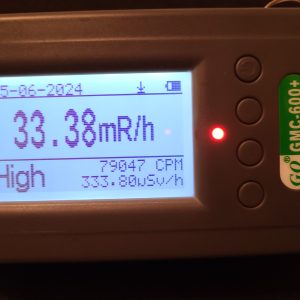 5-06-2024
33.38mR/h
High
79047 CPM
333.80uSv/h
GMC-600+